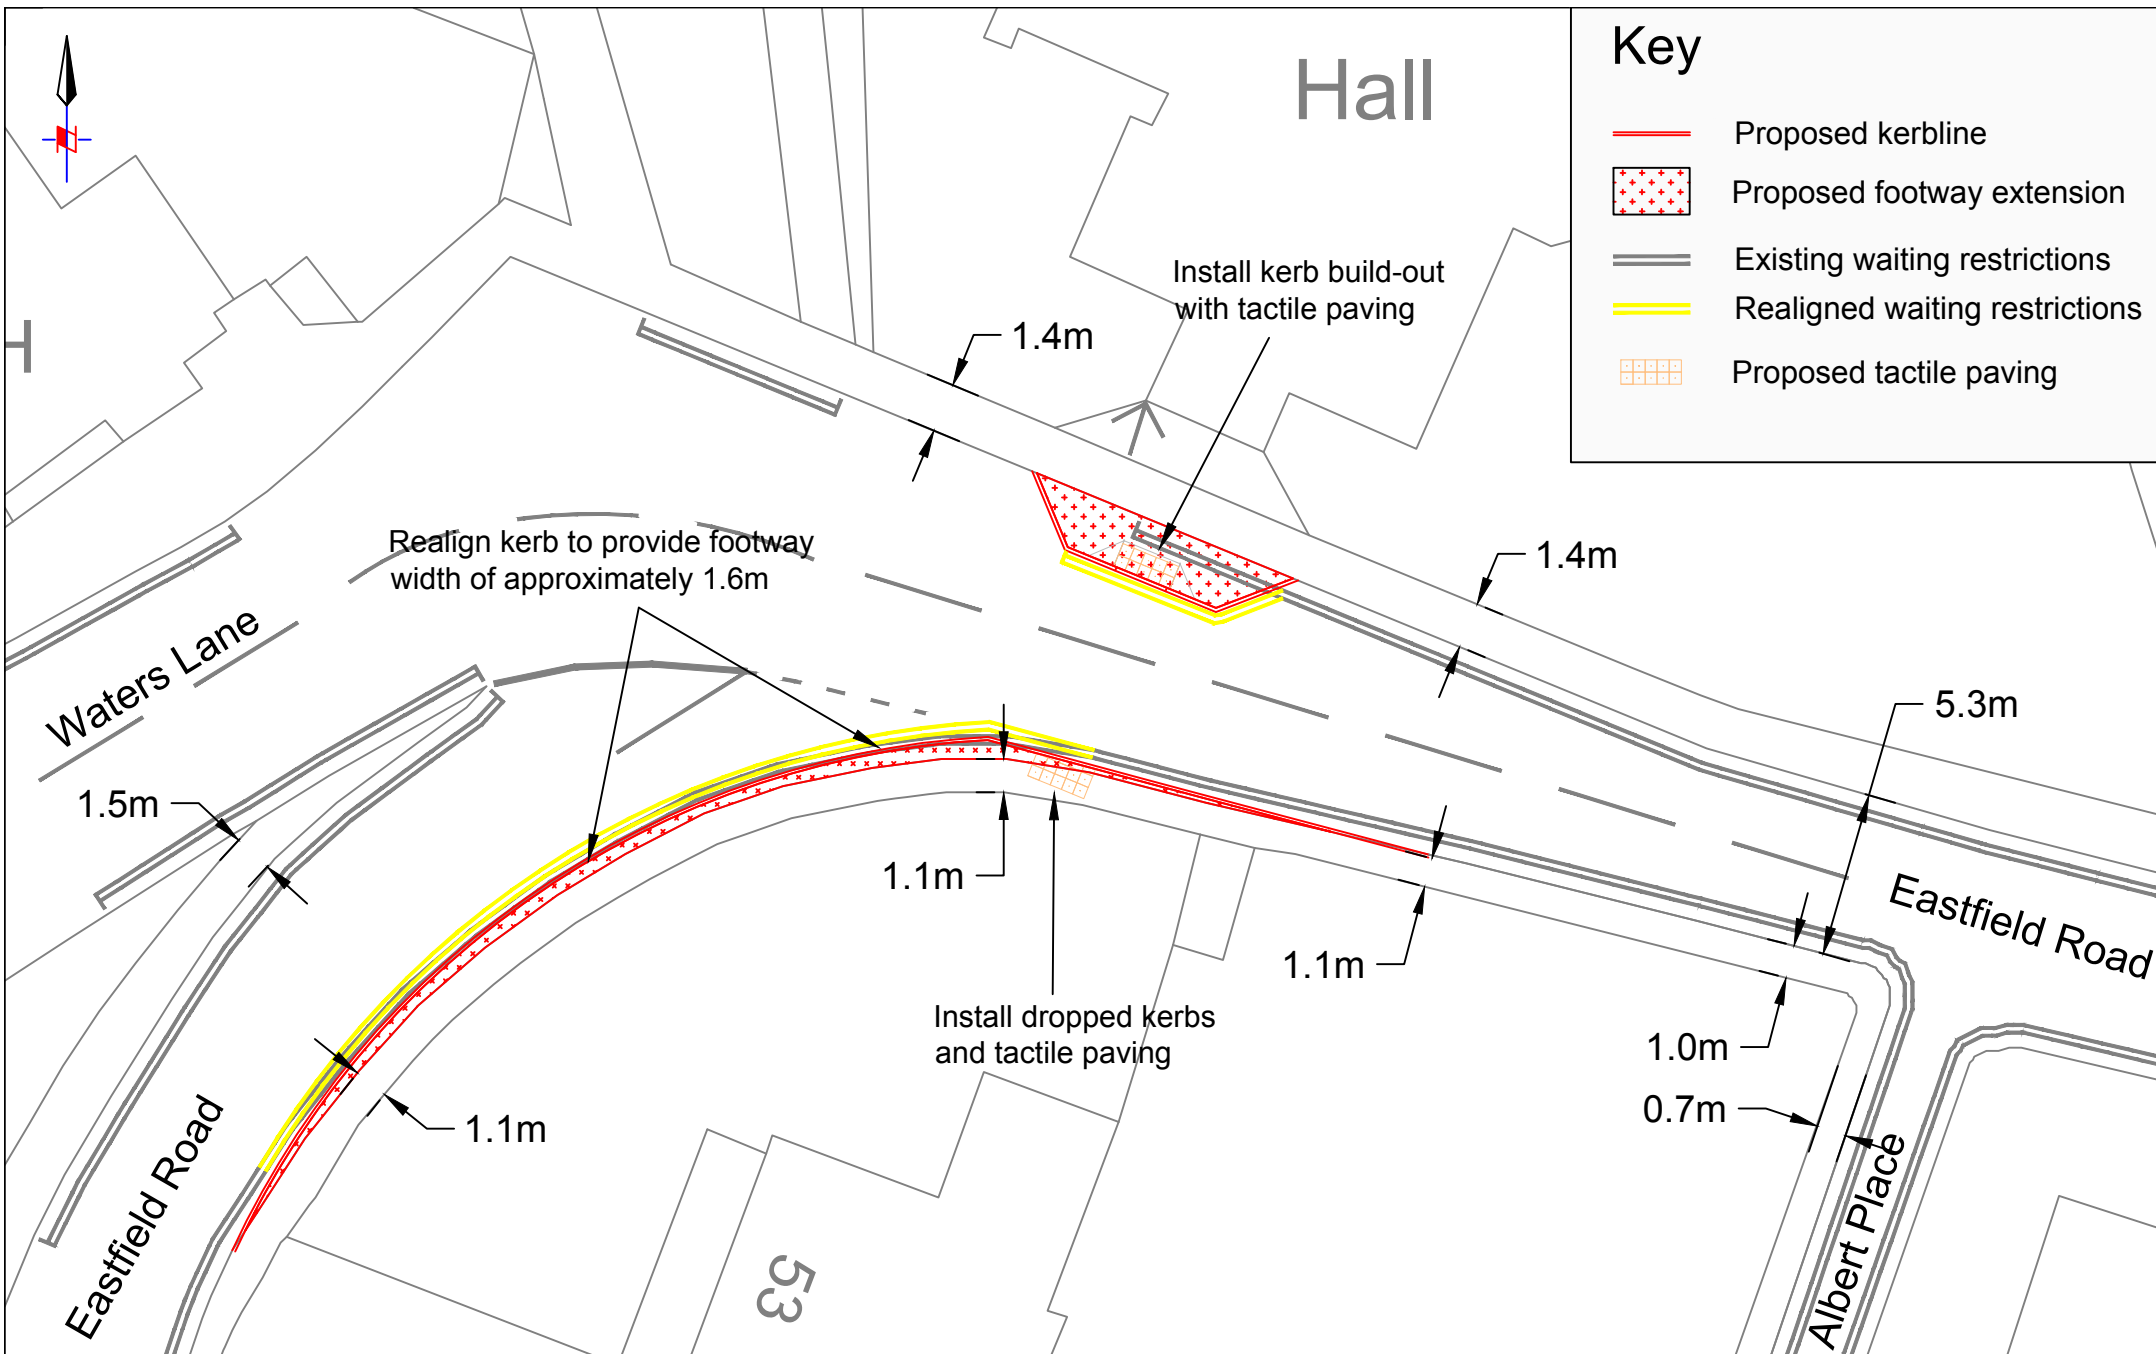 Key
Proposed kerbline
Proposed footway extension
Existing waiting restrictions
Realigned waiting restrictions
Proposed tactile paving
Hall
Install kerb build-out
with tactile paving
1.4m
1.4m
Realign kerb to provide footway
width of approximately 1.6m
Waters Lane
5.3m
1.5m
1.1m
Eastfield Road
1.1m
Install dropped kerbs
and tactile paving
1.0m
0.7m
1.1m
Eastfield Road
Albert Place
53